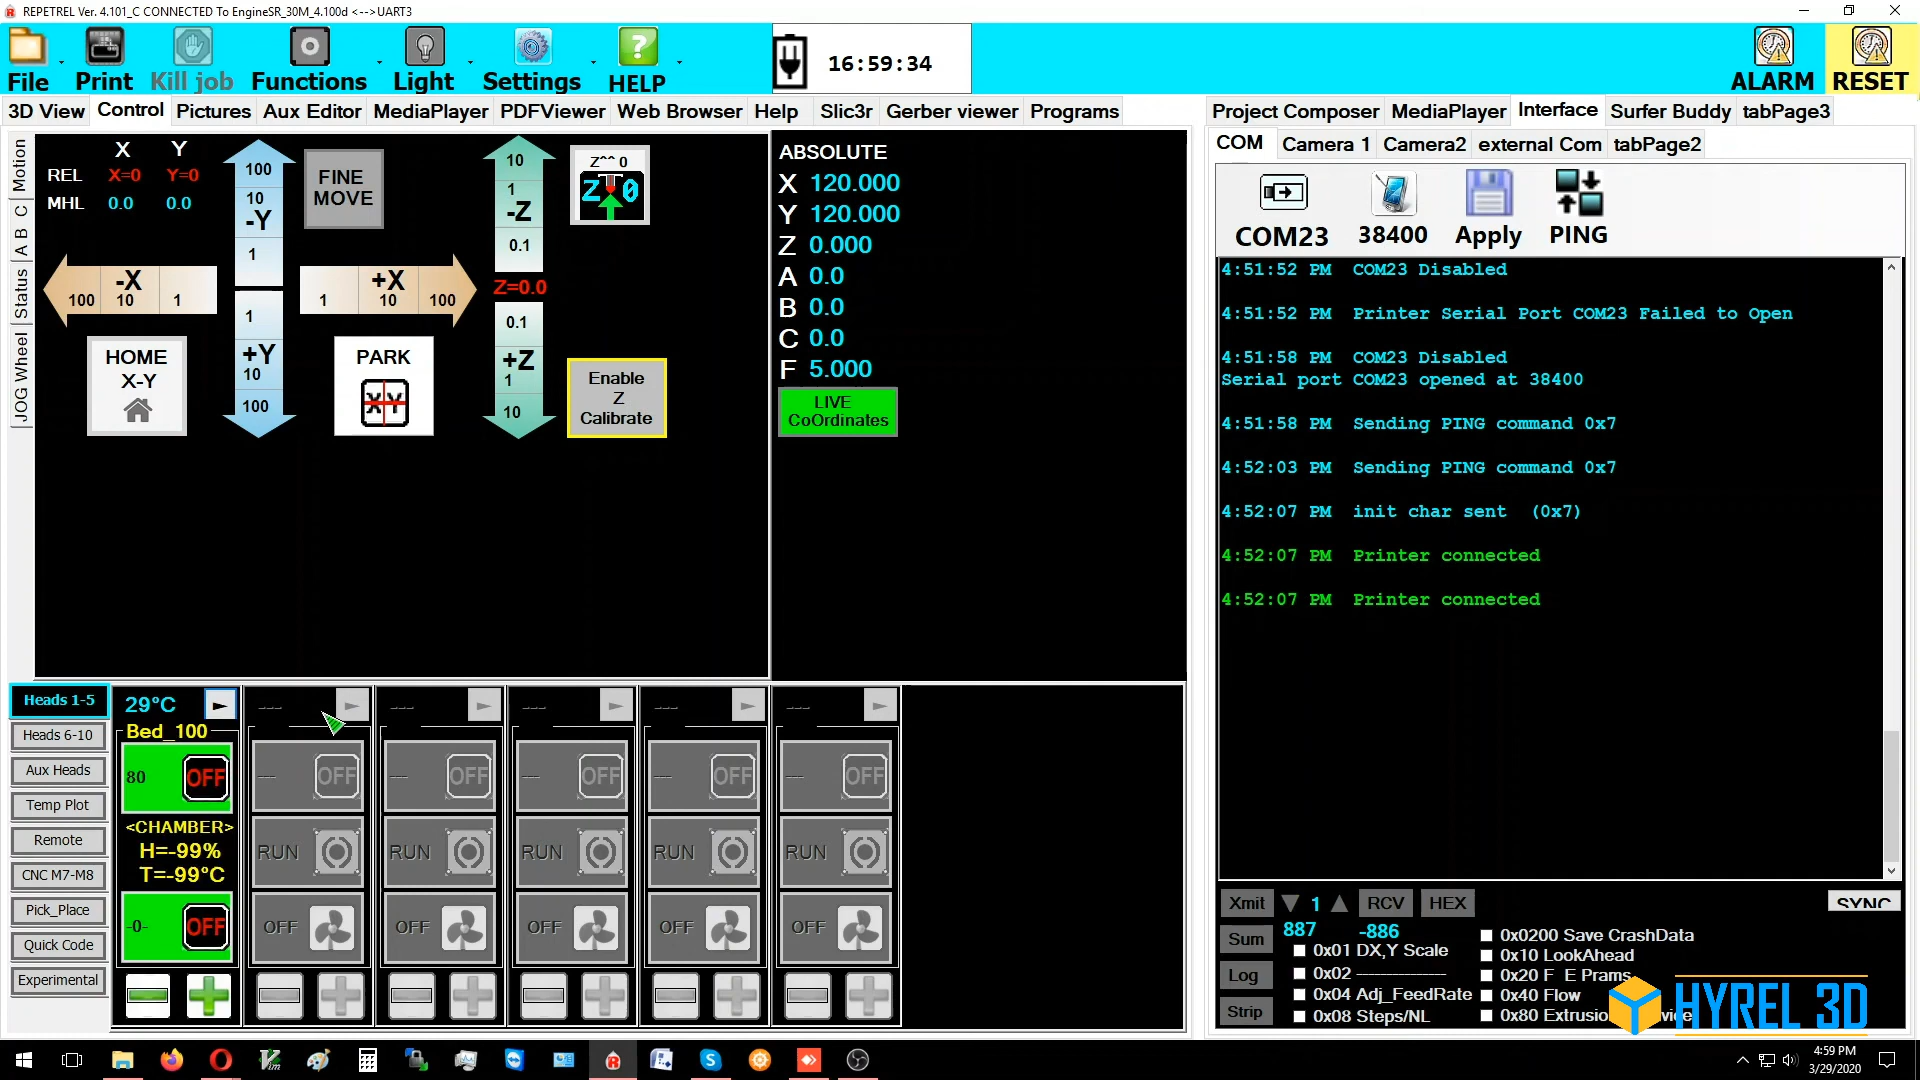 REPETREL Ver. 4.101_C CONNECTED To EngineSR_30M_4.100d <-->UART3
File Print Kill job Functions Light Settings HELP
16:59:34
ALARM RESET
3D View Control Pictures Aux Editor MediaPlayer PDFViewer Web Browser Help Slic3r Gerber viewer Programs
Project Composer MediaPlayer Interface Surfer Buddy tabPage3
COM Camera 1 Camera2 external Com tabPage2
Motion
A B C
Status
JOG Wheel
X Y
REL X=0 Y=0
MHL 0.0 0.0
100
10
-Y
1
1
+Y
10
100
FINE
MOVE
-X
100 10 1
+X
1 10 100
HOME
X-Y
PARK
XY
10
1
-Z
0.1
Z=0.0
0.1
+Z
1
10
Z^^ 0
Z 0
Enable
Z
Calibrate
ABSOLUTE
X 120.000
Y 120.000
Z 0.000
A 0.0
B 0.0
C 0.0
F 5.000
LIVE
CoOrdinates
COM23 38400 Apply PING
4:51:52 PM COM23 Disabled
4:51:52 PM Printer Serial Port COM23 Failed to Open
4:51:58 PM COM23 Disabled
Serial port COM23 opened at 38400
4:51:58 PM Sending PING command 0x7
4:52:03 PM Sending PING command 0x7
4:52:07 PM init char sent (0x7)
4:52:07 PM Printer connected
4:52:07 PM Printer connected
Heads 1-5
Heads 6-10
Aux Heads
Temp Plot
Remote
CNC M7-M8
Pick_Place
Quick Code
Experimental
29°C
Bed_100
80 OFF
<CHAMBER>
H=-99%
T=-99°C
-0- OFF
--- --- --- --- ---
--- OFF --- OFF --- OFF --- OFF --- OFF
RUN RUN RUN RUN RUN
OFF OFF OFF OFF OFF
Xmit 1 RCV HEX SYNC
Sum 887 -886
Log
Strip
0x01 DX,Y Scale
0x02 ---------------
0x04 Adj_FeedRate
0x08 Steps/NL
0x0200 Save CrashData
0x10 LookAhead
0x20 F_E Prams
0x40 Flow
0x80
HYREL 3D
4:59 PM
3/29/2020